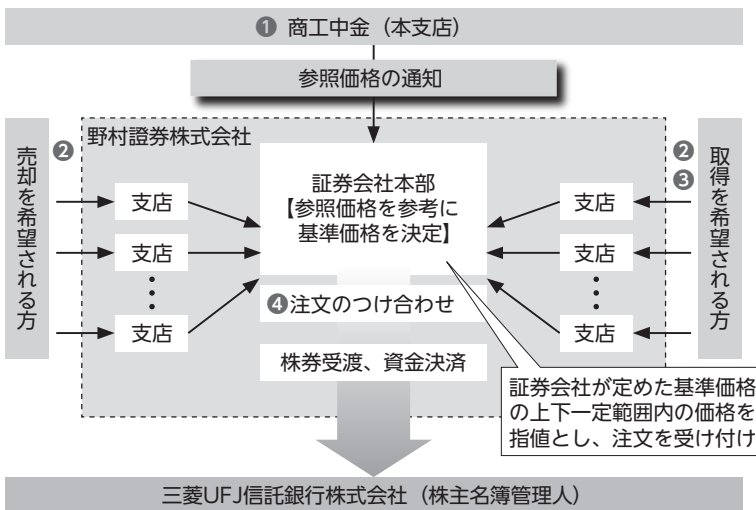 ❶ 商工中金（本支店）
参照価格の通知
野村證券株式会社
売却を希望される方
❷
支店
支店
支店
証券会社本部
【参照価格を参考に
基準価格を決定】
❹注文のつけ合わせ
株券受渡、資金決済
支店
支店
支店
❷
❸
取得を希望される方
証券会社が定めた基準価格
の上下一定範囲内の価格を
指値とし、注文を受け付け
三菱UFJ信託銀行株式会社（株主名簿管理人）